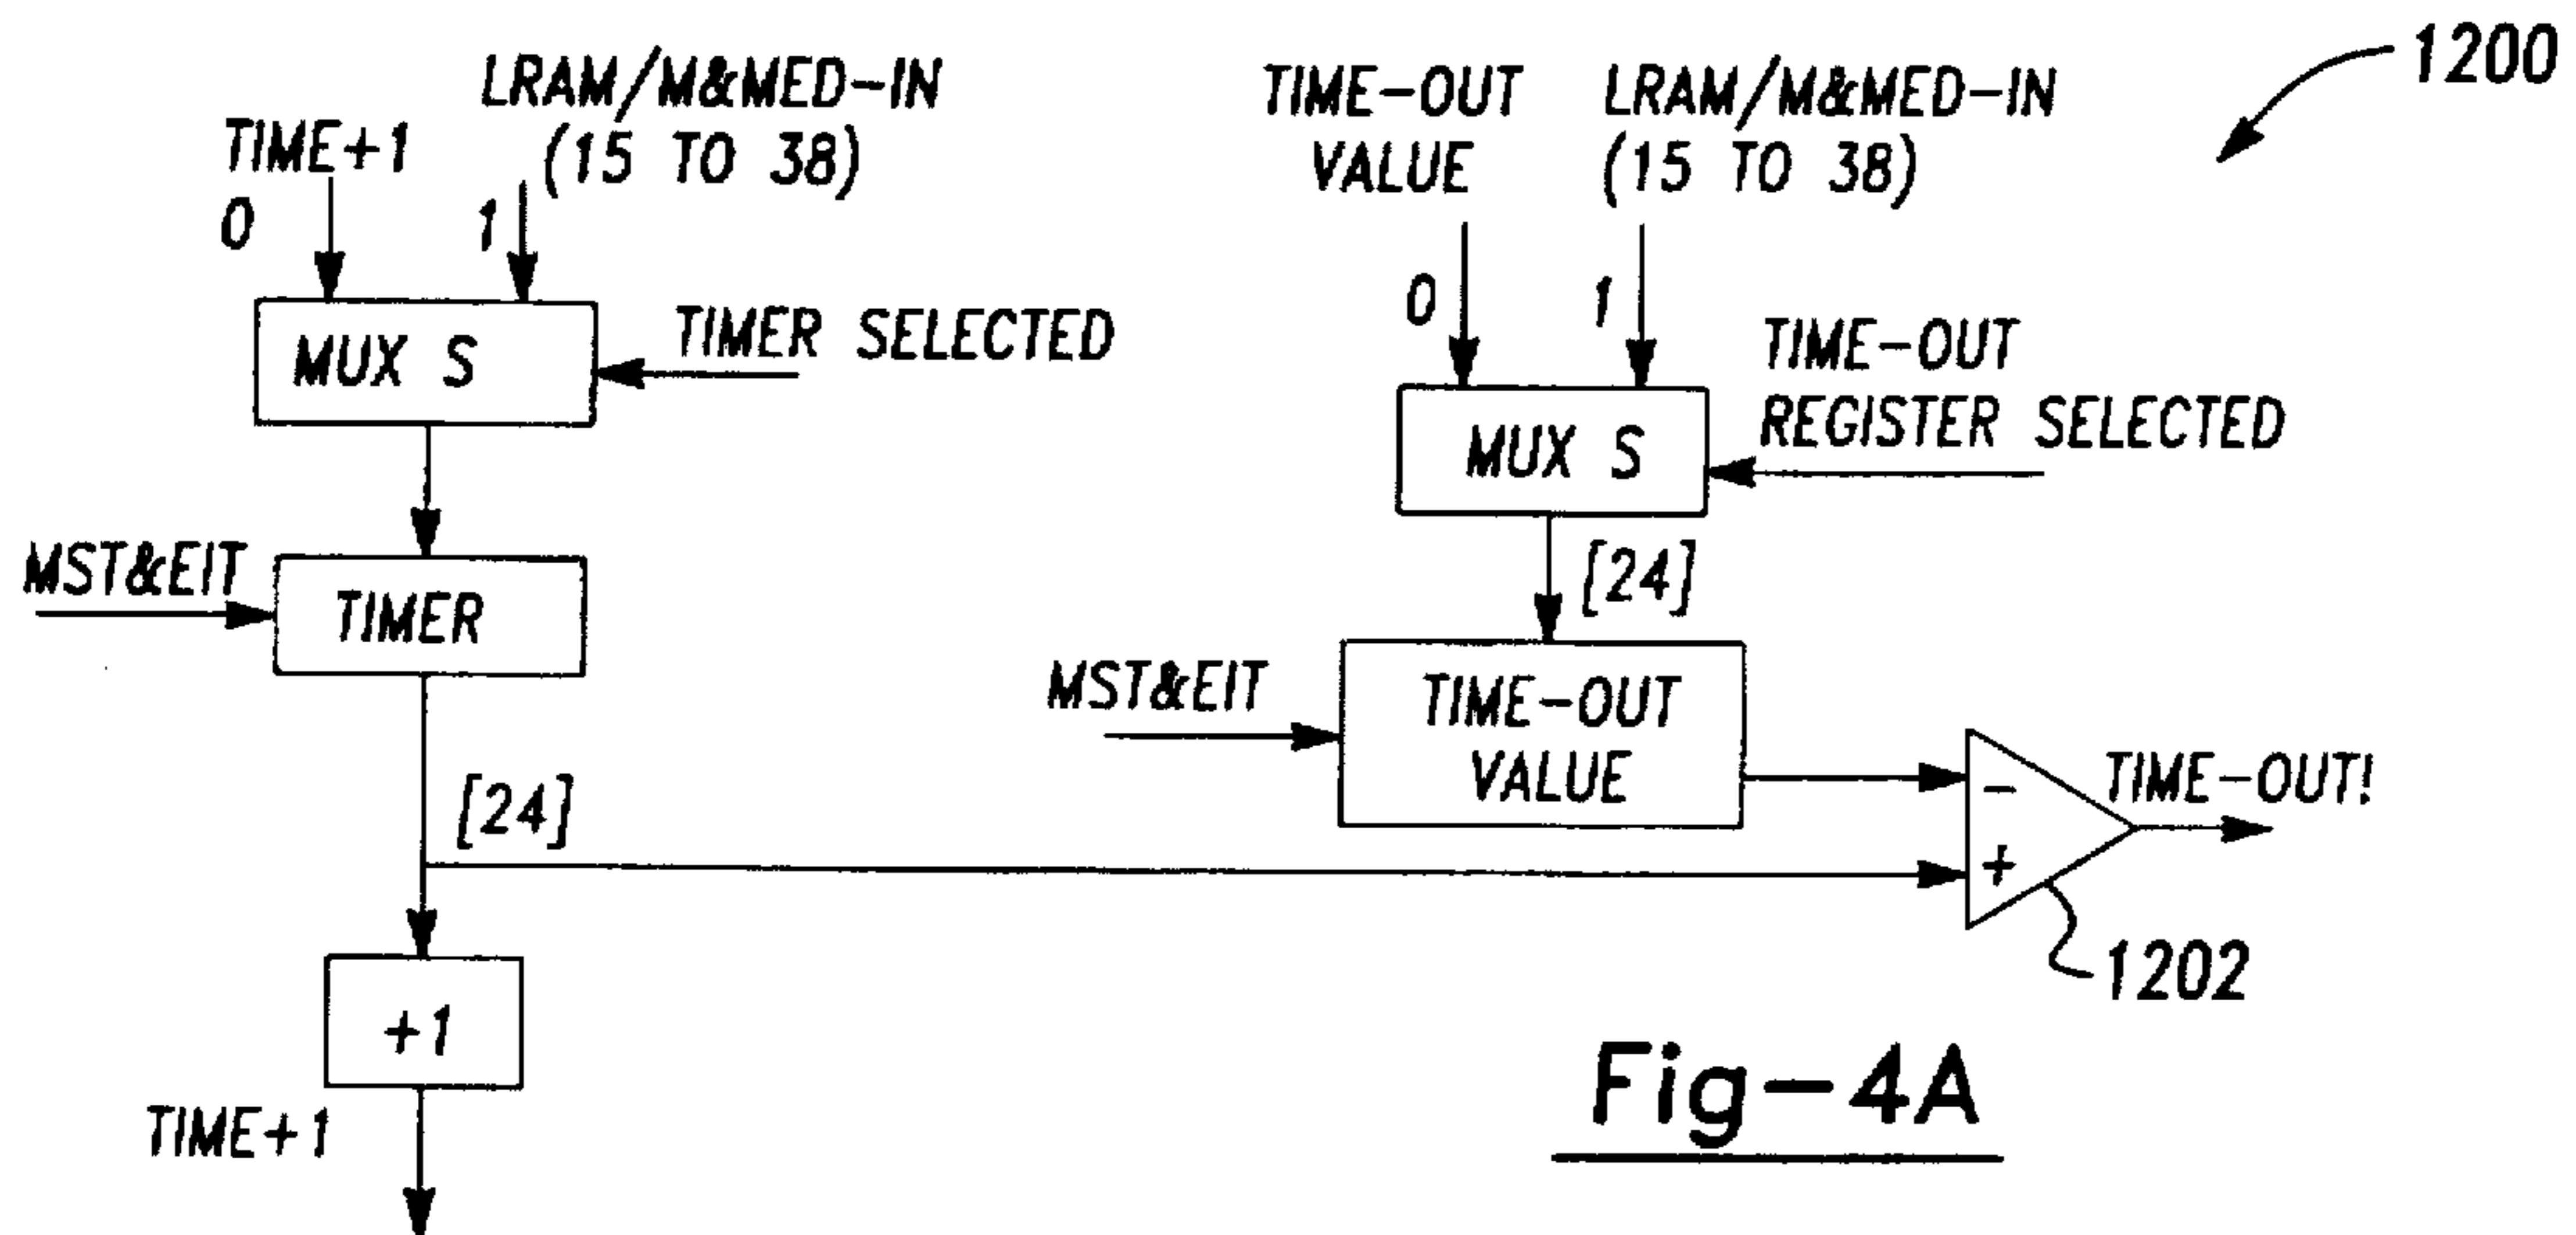 1200
LRAM/M&MED-IN
(15 TO 38)
TIME+1
0
1
MUX S
TIMER SELECTED
MST&EIT
TIMER
[24]
+1
TIME+1
TIME-OUT
VALUE
LRAM/M&MED-IN
(15 TO 38)
0
1
MUX S
TIME-OUT
REGISTER SELECTED
[24]
MST&EIT
TIME-OUT
VALUE
-
+
TIME-OUT!
1202
Fig-4A